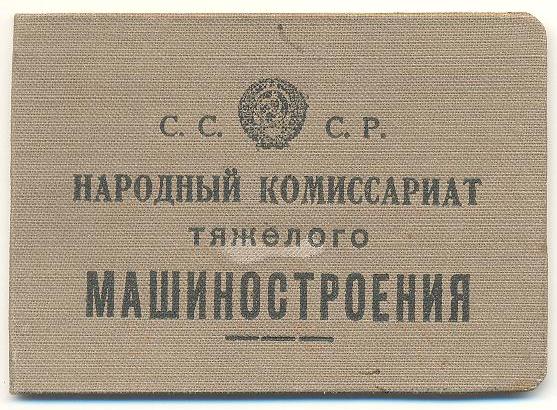 С. С. С. Р.
НАРОДНЫЙ КОМИССАРИАТ
ТЯЖЕЛОГО
МАШИНОСТРОЕНИЯ